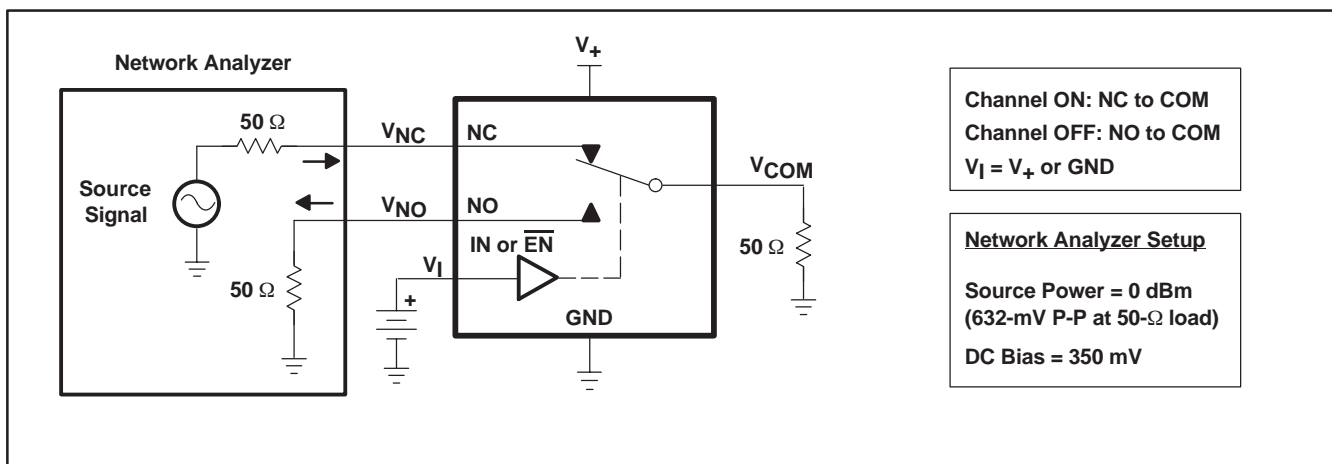 Network Analyzer
50 Ω
Source
Signal
50 Ω
V+
VNC
NC
VNO
NO
IN or E̅N̅
VI
+
GND
VCOM
50 Ω
Channel ON: NC to COM
Channel OFF: NO to COM
VI = V+ or GND
Network Analyzer Setup
Source Power = 0 dBm
(632-mV P-P at 50-Ω load)
DC Bias = 350 mV